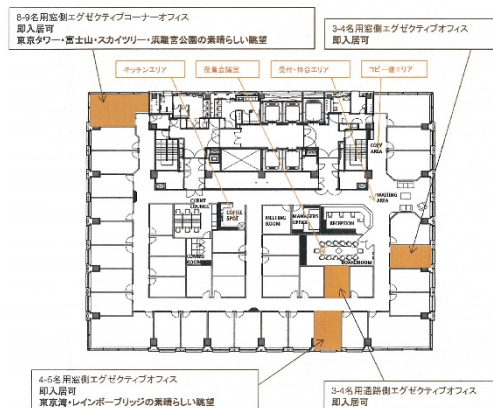 8-9名用窓側エグゼクティブコーナーオフィス
即入居可
東京タワー・富士山・スカイツリー・浜離宮公園の素晴らしい眺望
3-4名用窓側エグゼクティブオフィス
即入居可
キッチンエリア
役員会議室
受付・待合エリア
コピー機エリア
COPY
AREA
WAITING
AREA
CLIENT
LOUNGE
COFFEE
SPOT
MEETING
ROOM
MANAGERS
OFFICE
RECEPTION
BOARDROOM
4-5名用窓側エグゼクティブオフィス
即入居可
東京湾・レインボーブリッジの素晴らしい眺望
3-4名用通路側エグゼクティブオフィス
即入居可